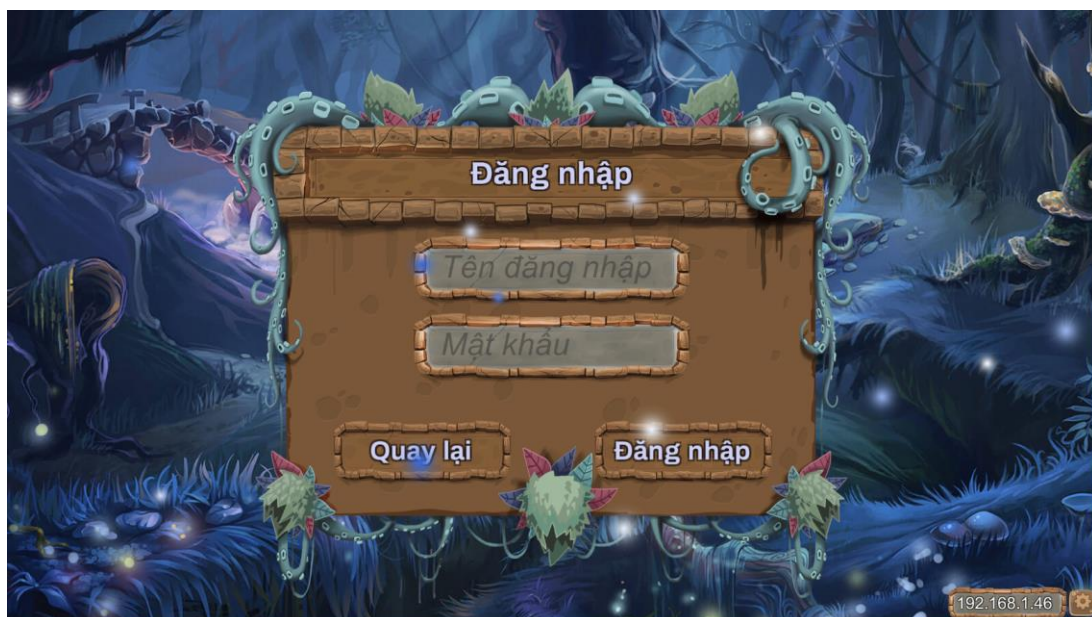 Đăng nhập
Tên đăng nhập
Mật khẩu
Quay lại
Đăng nhập
192.168.1.46